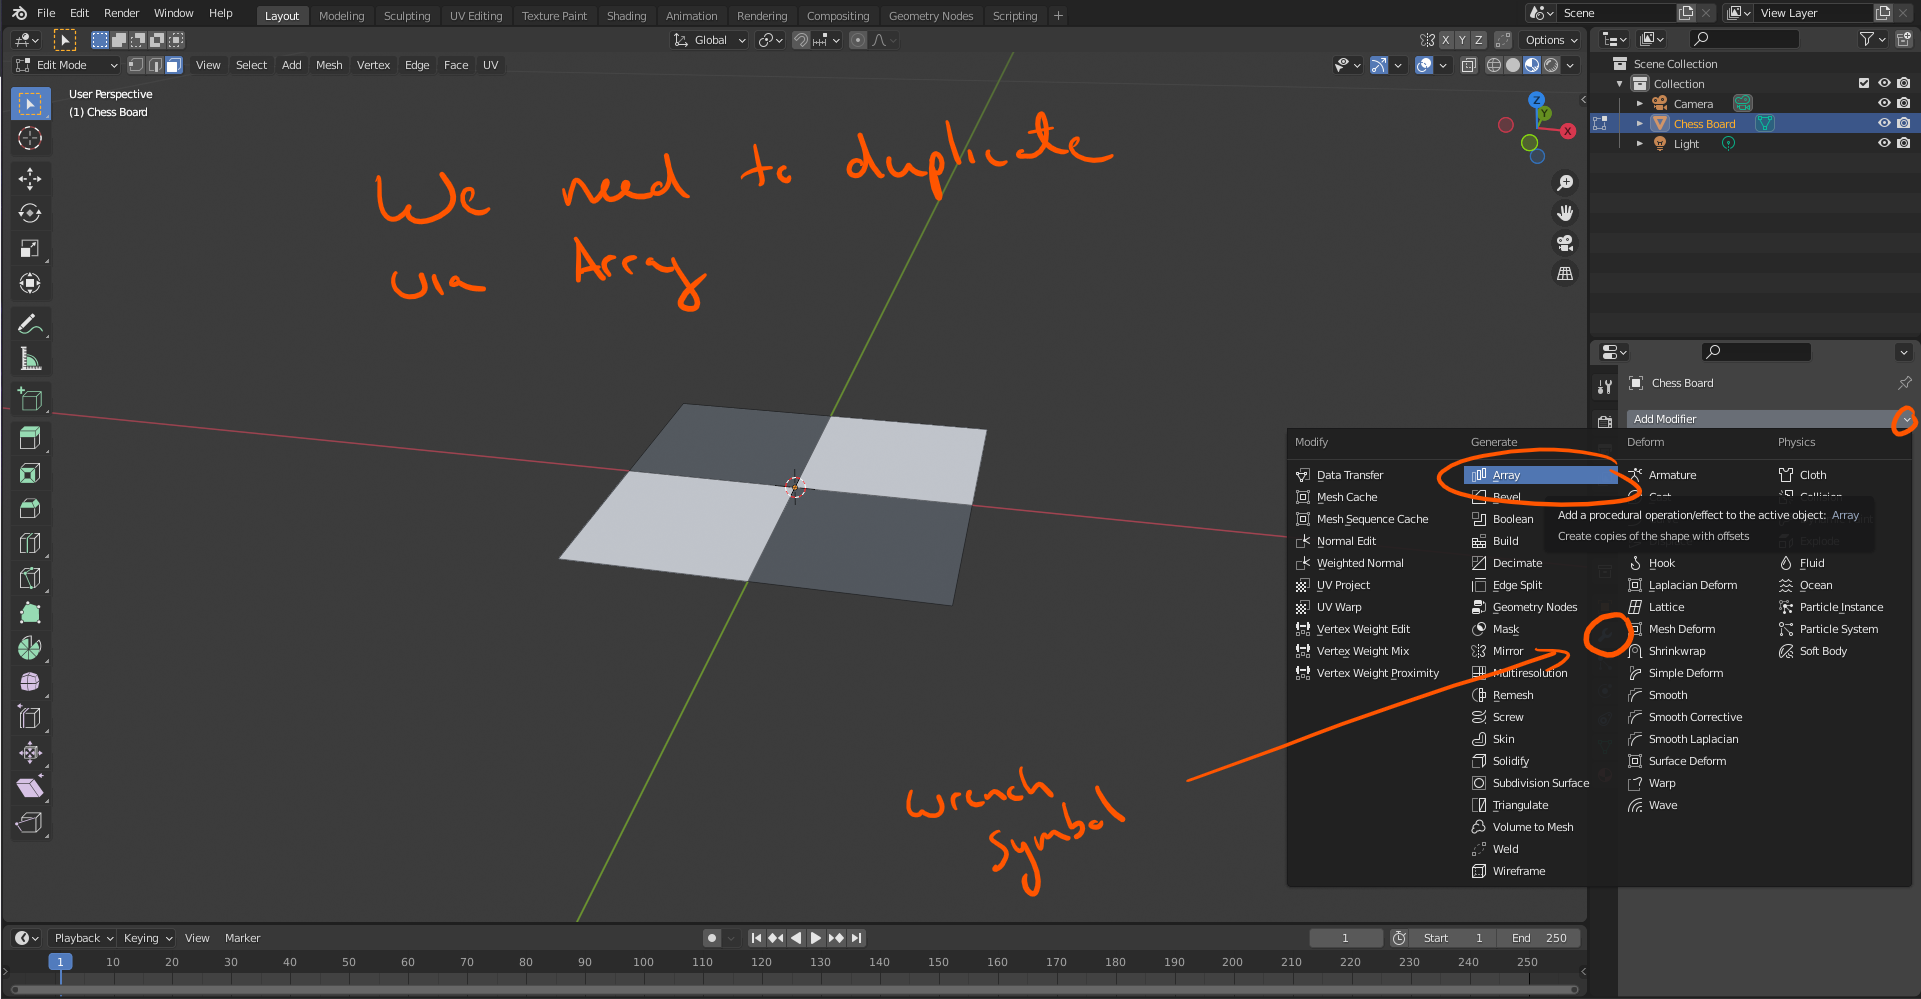 File Edit Render Window Help Layout Modeling Sculpting UV Editing Texture Paint Shading Animation Rendering Compositing Geometry Nodes Scripting + Scene View Layer
Global X Y Z Options
Edit Mode View Select Add Mesh Vertex Edge Face UV
Scene Collection
Collection
Camera
Chess Board
Light
User Perspective
(1) Chess Board
Z
Y
X
We need to duplicate
via Array
Chess Board
Add Modifier
Modify
Data Transfer
Mesh Cache
Mesh Sequence Cache
Normal Edit
Weighted Normal
UV Project
UV Warp
Vertex Weight Edit
Vertex Weight Mix
Vertex Weight Proximity
Generate
Array
Bevel
Boolean
Build
Decimate
Edge Split
Geometry Nodes
Mask
Mirror
Multiresolution
Remesh
Screw
Skin
Solidify
Subdivision Surface
Triangulate
Volume to Mesh
Weld
Wireframe
Add a procedural operation/effect to the active object: Array
Create copies of the shape with offsets
Deform
Armature
Cast
Hook
Laplacian Deform
Lattice
Mesh Deform
Shrinkwrap
Simple Deform
Smooth
Smooth Corrective
Smooth Laplacian
Surface Deform
Warp
Wave
Physics
Cloth
Collision
Explode
Fluid
Ocean
Particle Instance
Particle System
Soft Body
wrench
symbol
Playback Keying View Marker 1 Start 1 End 250
1 10 20 30 40 50 60 70 80 90 100 110 120 130 140 150 160 170 180 190 200 210 220 230 240 250